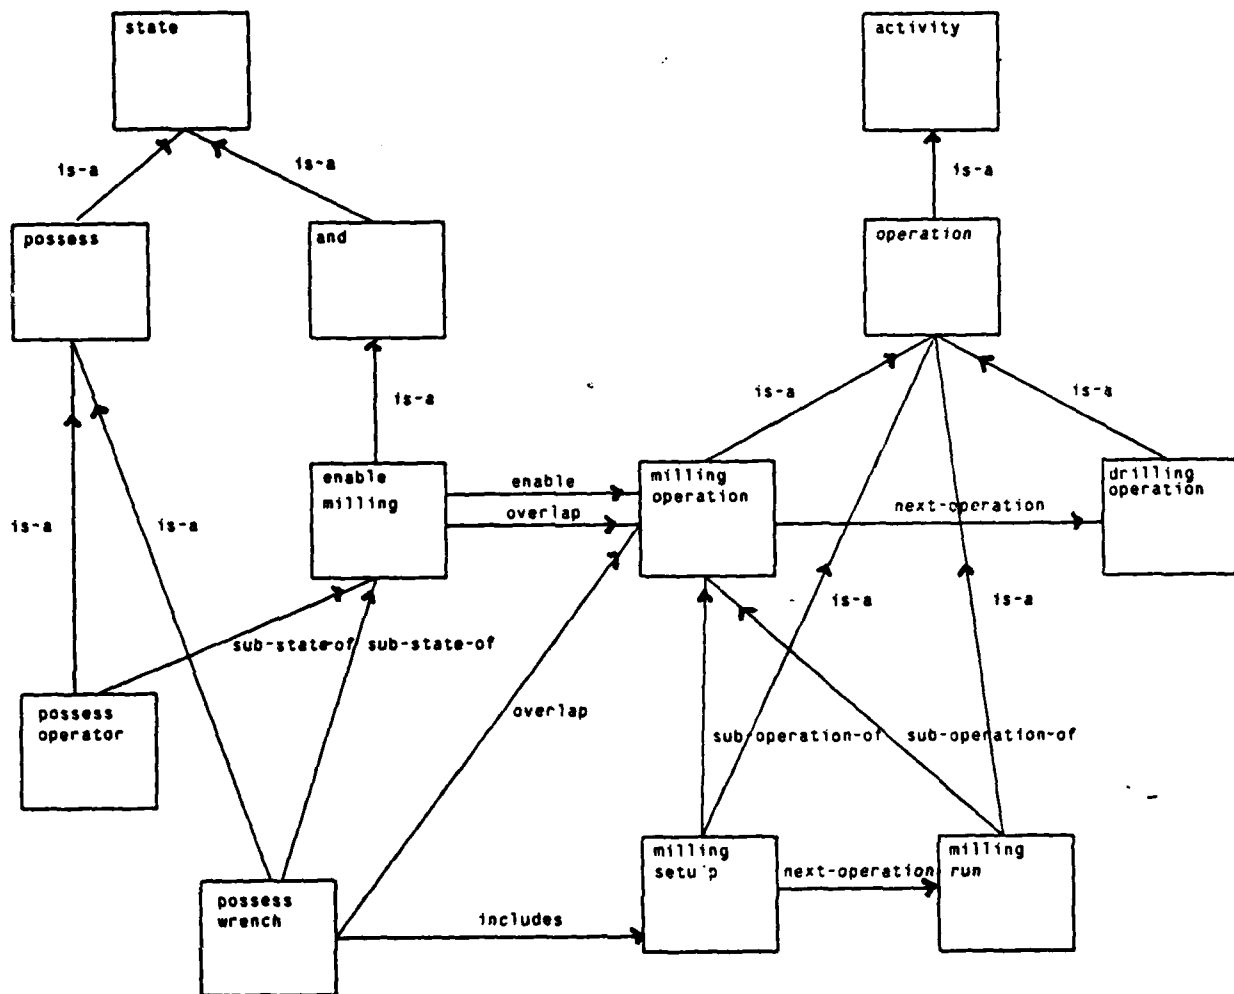 state
activity
is-a
is-a
is-a
possess
and
operation
is-a
is-a
is-a
enable
milling
enable
overlap
milling
operation
next-operation
drilling
operation
is-a
is-a
is-a
is-a
sub-state-of
sub-state-of
possess
operator
overlap
sub-operation-of
sub-operation-of
milling
setup
next-operation
milling
run
possess
wrench
includes